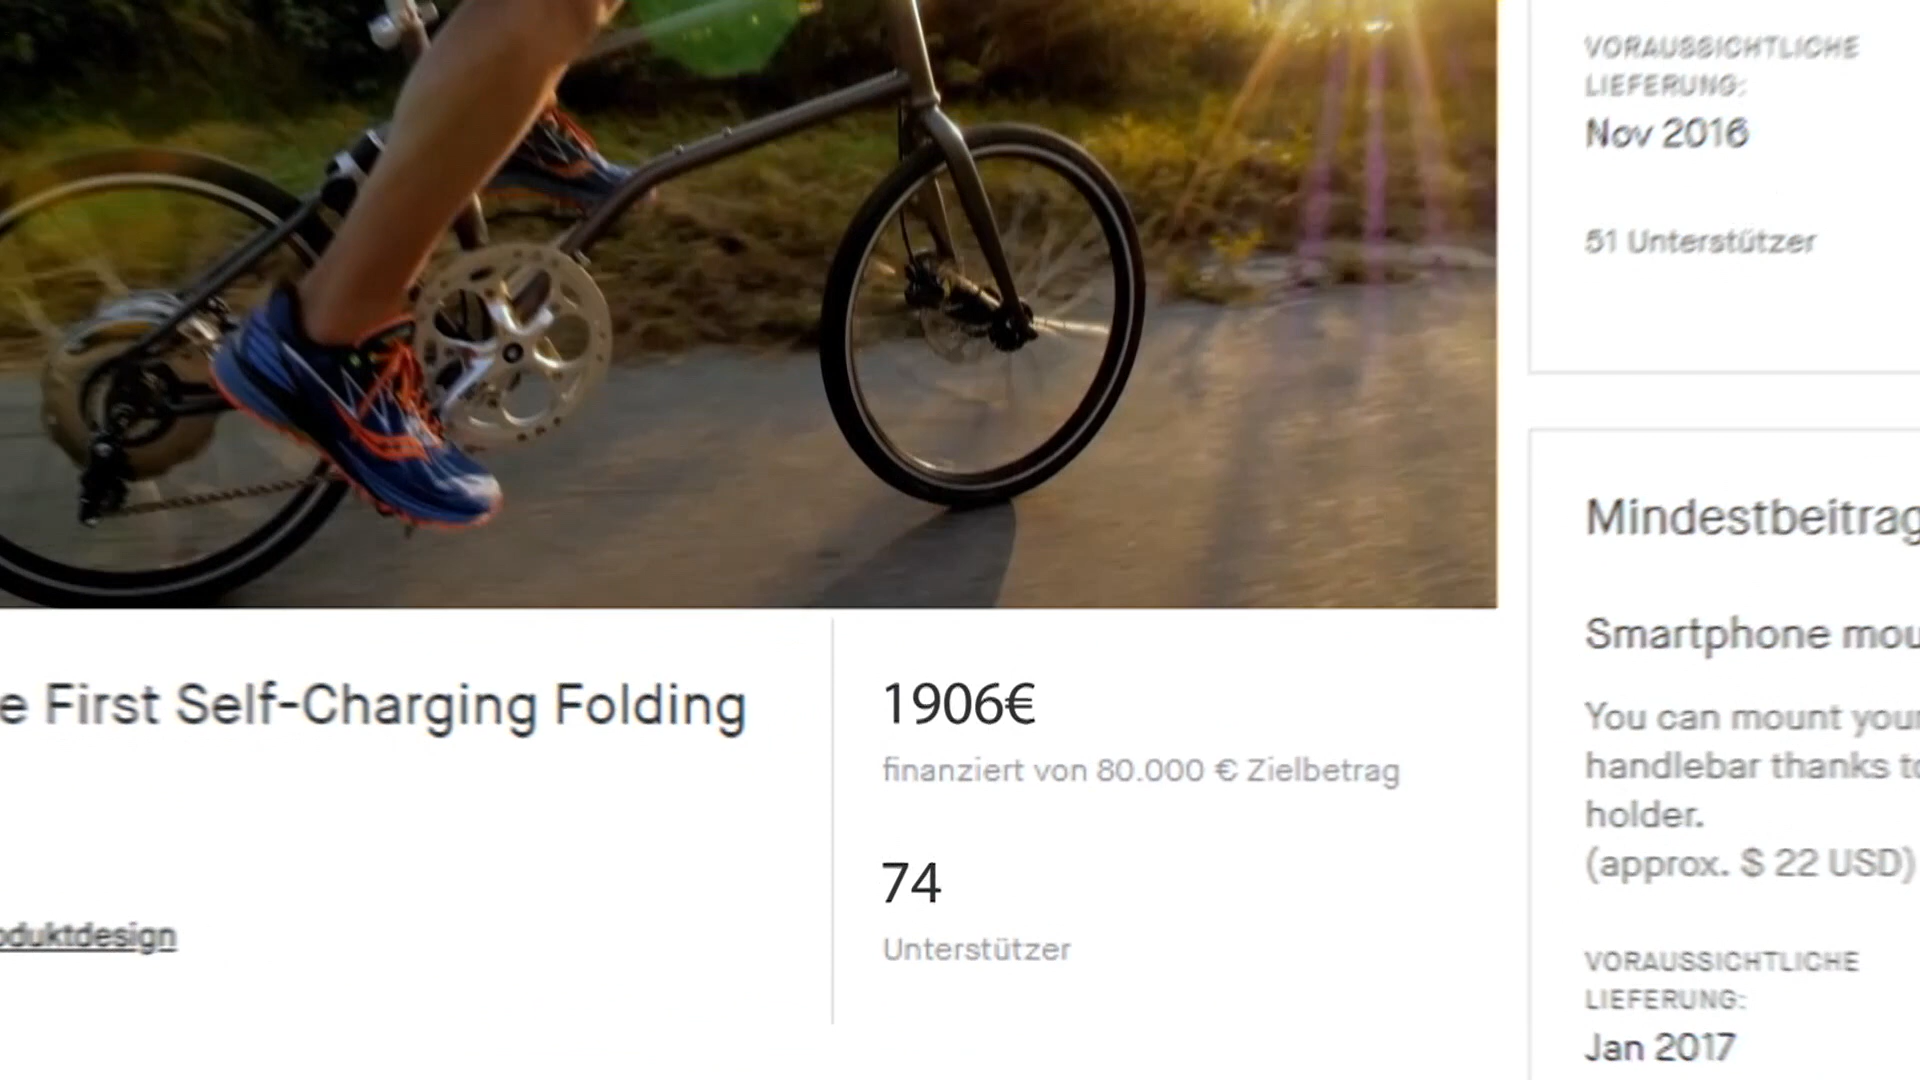 e First Self-Charging Folding
oduktdesign
1906€
finanziert von 80.000 € Zielbetrag
74
Unterstützer
VORAUSSICHTLICHE
LIEFERUNG:
Nov 2016
51 Unterstützer
Mindestbeitrag
Smartphone mou
You can mount your
handlebar thanks to
holder.
(approx. $ 22 USD)
VORAUSSICHTLICHE
LIEFERUNG:
Jan 2017